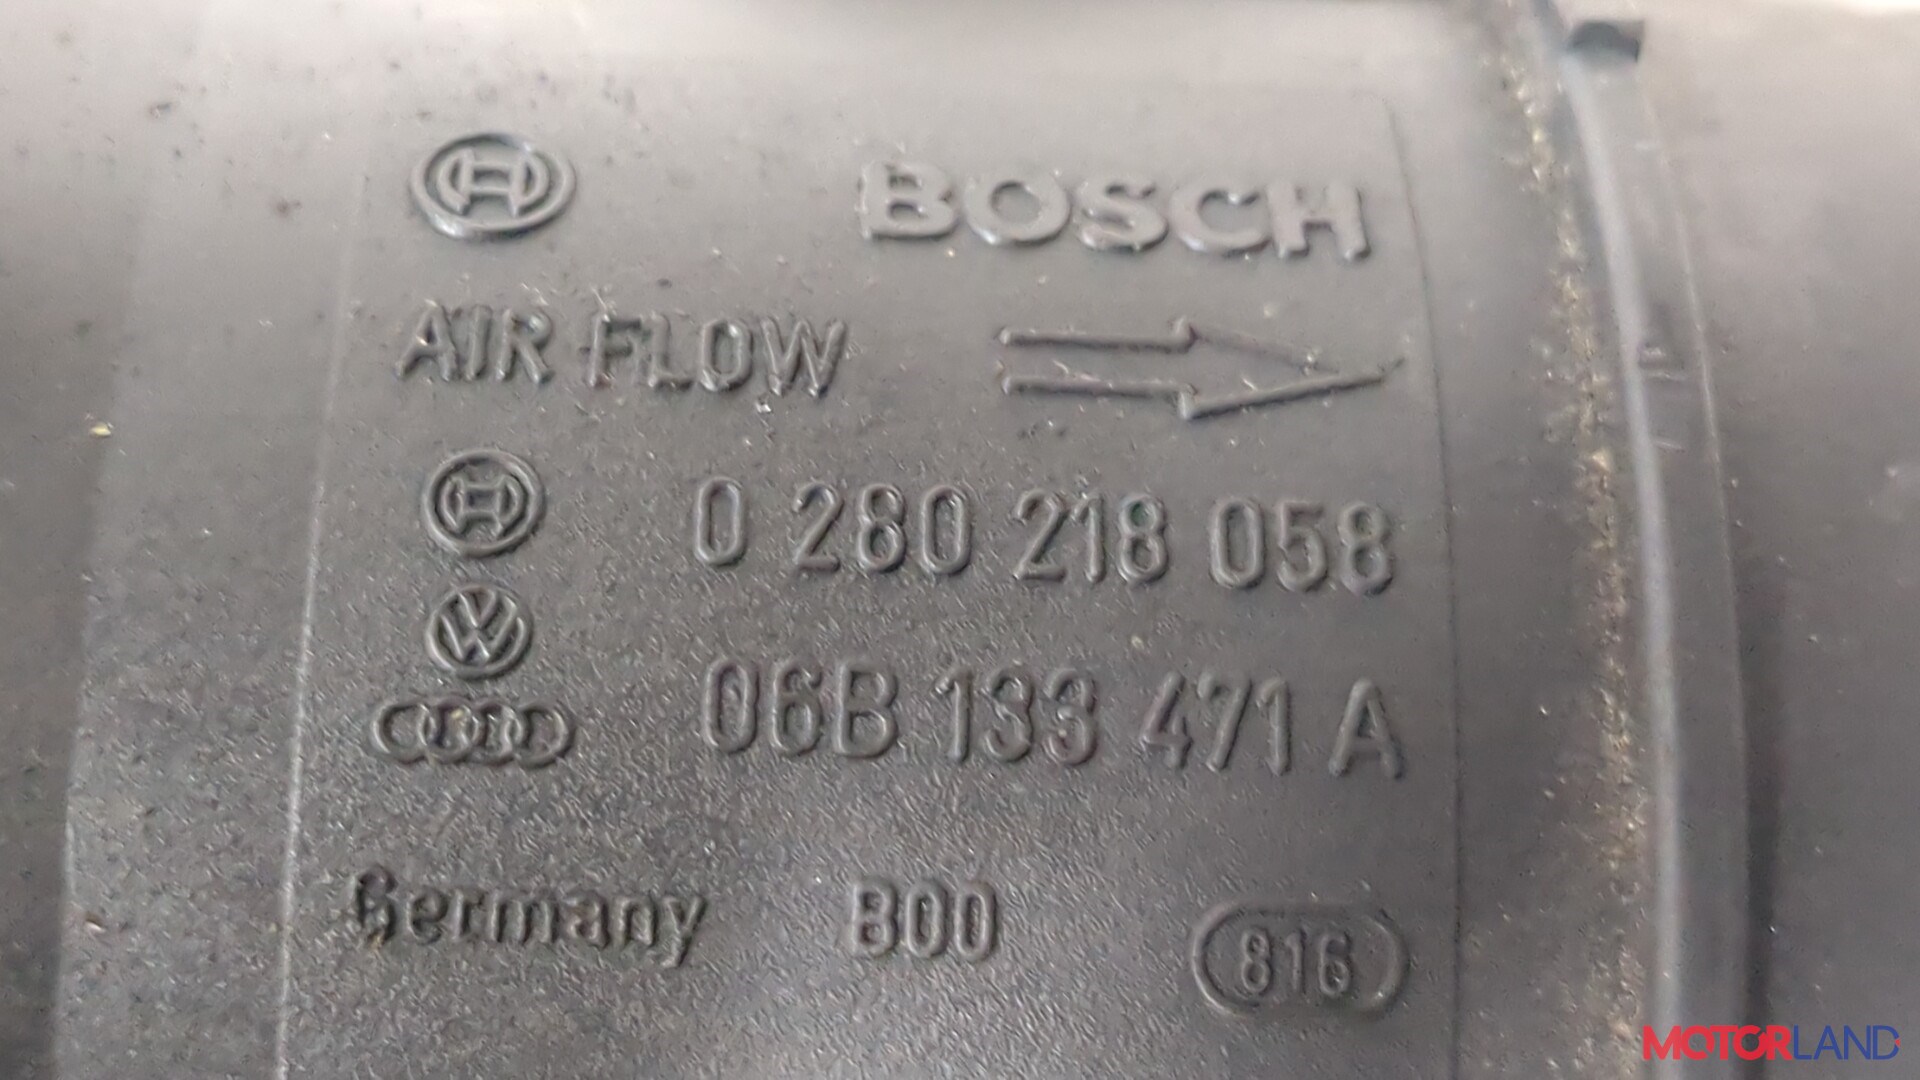 BOSCH
AIR FLOW
0 280 218 058
06B 133 471 A
Germany B00 816
MOTORLAND